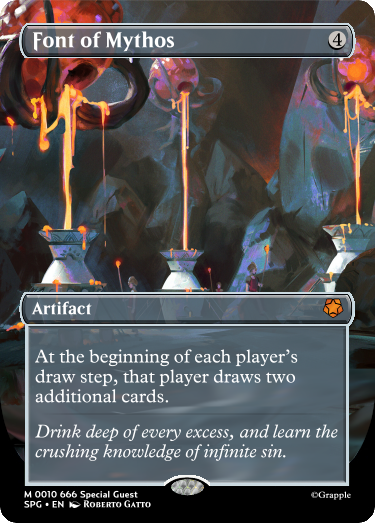 Font of Mythos 4
Artifact
At the beginning of each player's
draw step, that player draws two
additional cards.
Drink deep of every excess, and learn the
crushing knowledge of infinite sin.
M 0010 666 Special Guest
SPG • EN Roberto Gatto ©Grapple